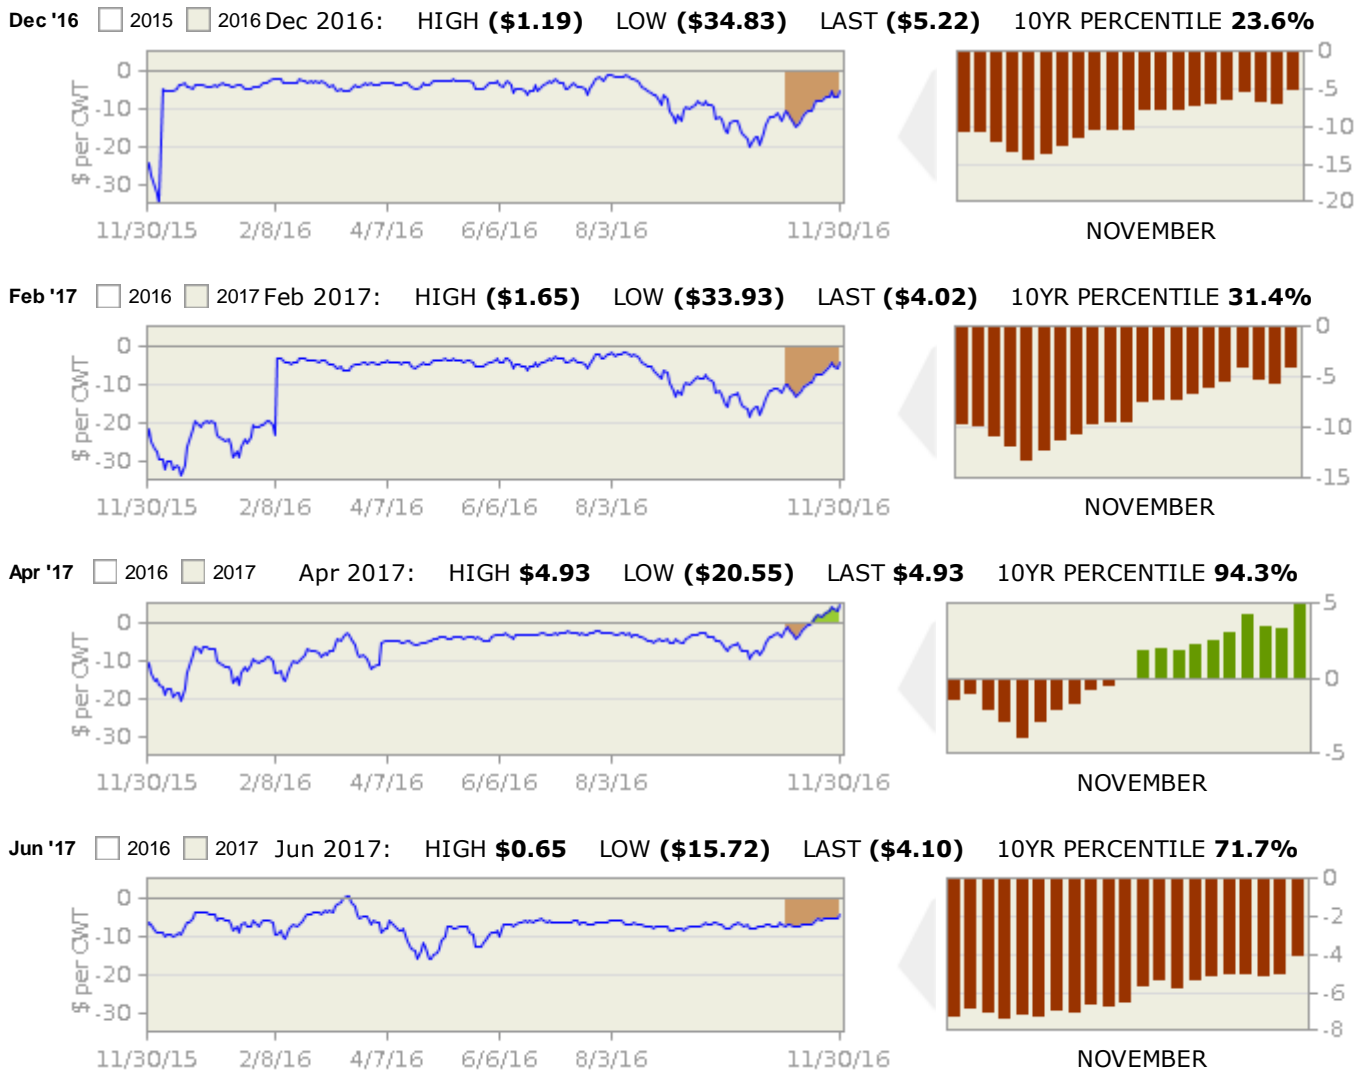 Dec '16 2015 2016 Dec 2016: HIGH ($1.19) LOW ($34.83) LAST ($5.22) 10YR PERCENTILE 23.6%
$ per CWT
0
-10
-20
-30
11/30/15 2/8/16 4/7/16 6/6/16 8/3/16 11/30/16
0
-5
-10
-15
-20
NOVEMBER
Feb '17 2016 2017 Feb 2017: HIGH ($1.65) LOW ($33.93) LAST ($4.02) 10YR PERCENTILE 31.4%
$ per CWT
0
-10
-20
-30
11/30/15 2/8/16 4/7/16 6/6/16 8/3/16 11/30/16
0
-5
-10
-15
NOVEMBER
Apr '17 2016 2017 Apr 2017: HIGH $4.93 LOW ($20.55) LAST $4.93 10YR PERCENTILE 94.3%
$ per CWT
0
-10
-20
-30
11/30/15 2/8/16 4/7/16 6/6/16 8/3/16 11/30/16
5
0
-5
NOVEMBER
Jun '17 2016 2017 Jun 2017: HIGH $0.65 LOW ($15.72) LAST ($4.10) 10YR PERCENTILE 71.7%
$ per CWT
0
-10
-20
-30
11/30/15 2/8/16 4/7/16 6/6/16 8/3/16 11/30/16
0
-2
-4
-6
-8
NOVEMBER